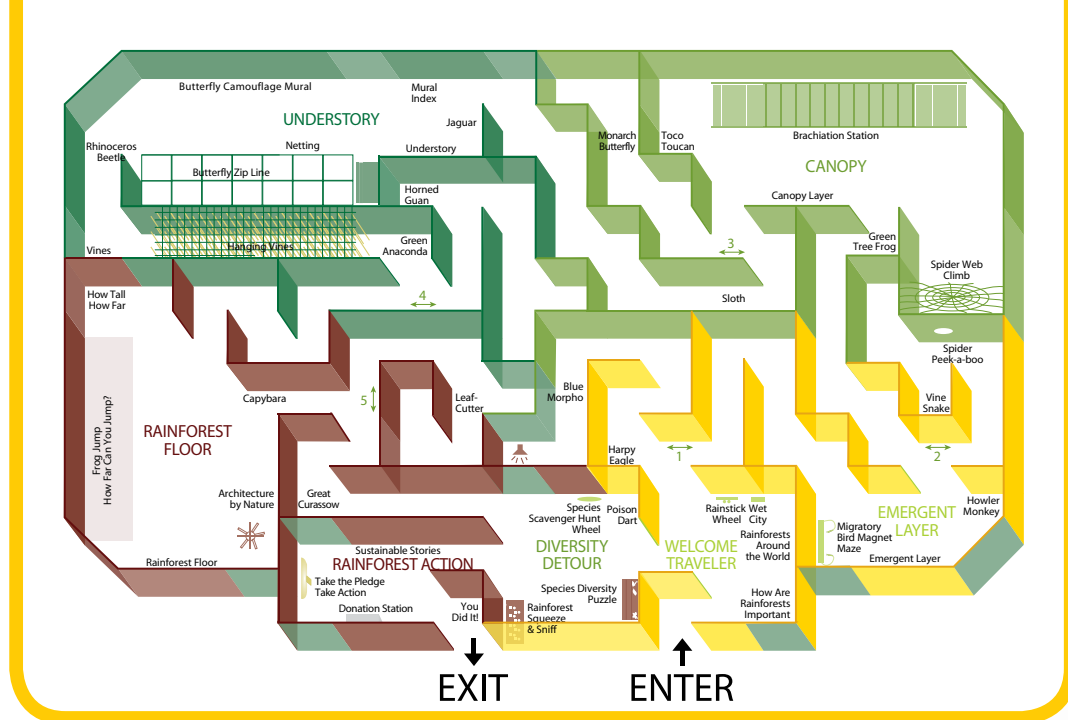 Butterfly Camouflage Mural
Mural
Index
UNDERSTORY
Jaguar
Rhinoceros
Beetle
Netting
Understory
Butterfly Zip Line
Horned
Guan
Monarch
Butterfly
Toco
Toucan
Brachiation Station
CANOPY
Canopy Layer
Vines
Hanging Vines
Green
Anaconda
3
Green
Tree Frog
Spider Web
Climb
How Tall
How Far
4
Sloth
Spider
Peek-a-boo
Capybara
5
Leaf-
Cutter
Blue
Morpho
Vine
Snake
Frog Jump
How Far Can You Jump?
RAINFOREST
FLOOR
Harpy
Eagle
1
2
Architecture
by Nature
Great
Curassow
Species
Scavenger Hunt
Wheel
Poison
Dart
Rainstick
Wheel
Wet
City
Howler
Monkey
EMERGENT
LAYER
Migratory
Bird Magnet
Maze
Rainforests
Around
the World
Sustainable Stories
RAINFOREST ACTION
DIVERSITY
DETOUR
WELCOME
TRAVELER
Rainforest Floor
Emergent Layer
Take the Pledge
Take Action
Species Diversity
Puzzle
How Are
Rainforests
Important
Donation Station
You
Did It!
Rainforest
Squeeze
& Sniff
EXIT
ENTER